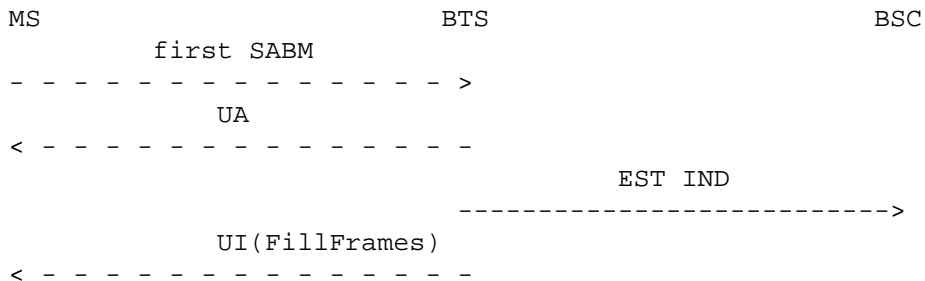 MS BTS BSC
first SABM
- - - - - - - - - - - - - - >
UA
< - - - - - - - - - - - - - -
EST IND
--------------------------->
UI(FillFrames)
< - - - - - - - - - - - - - -